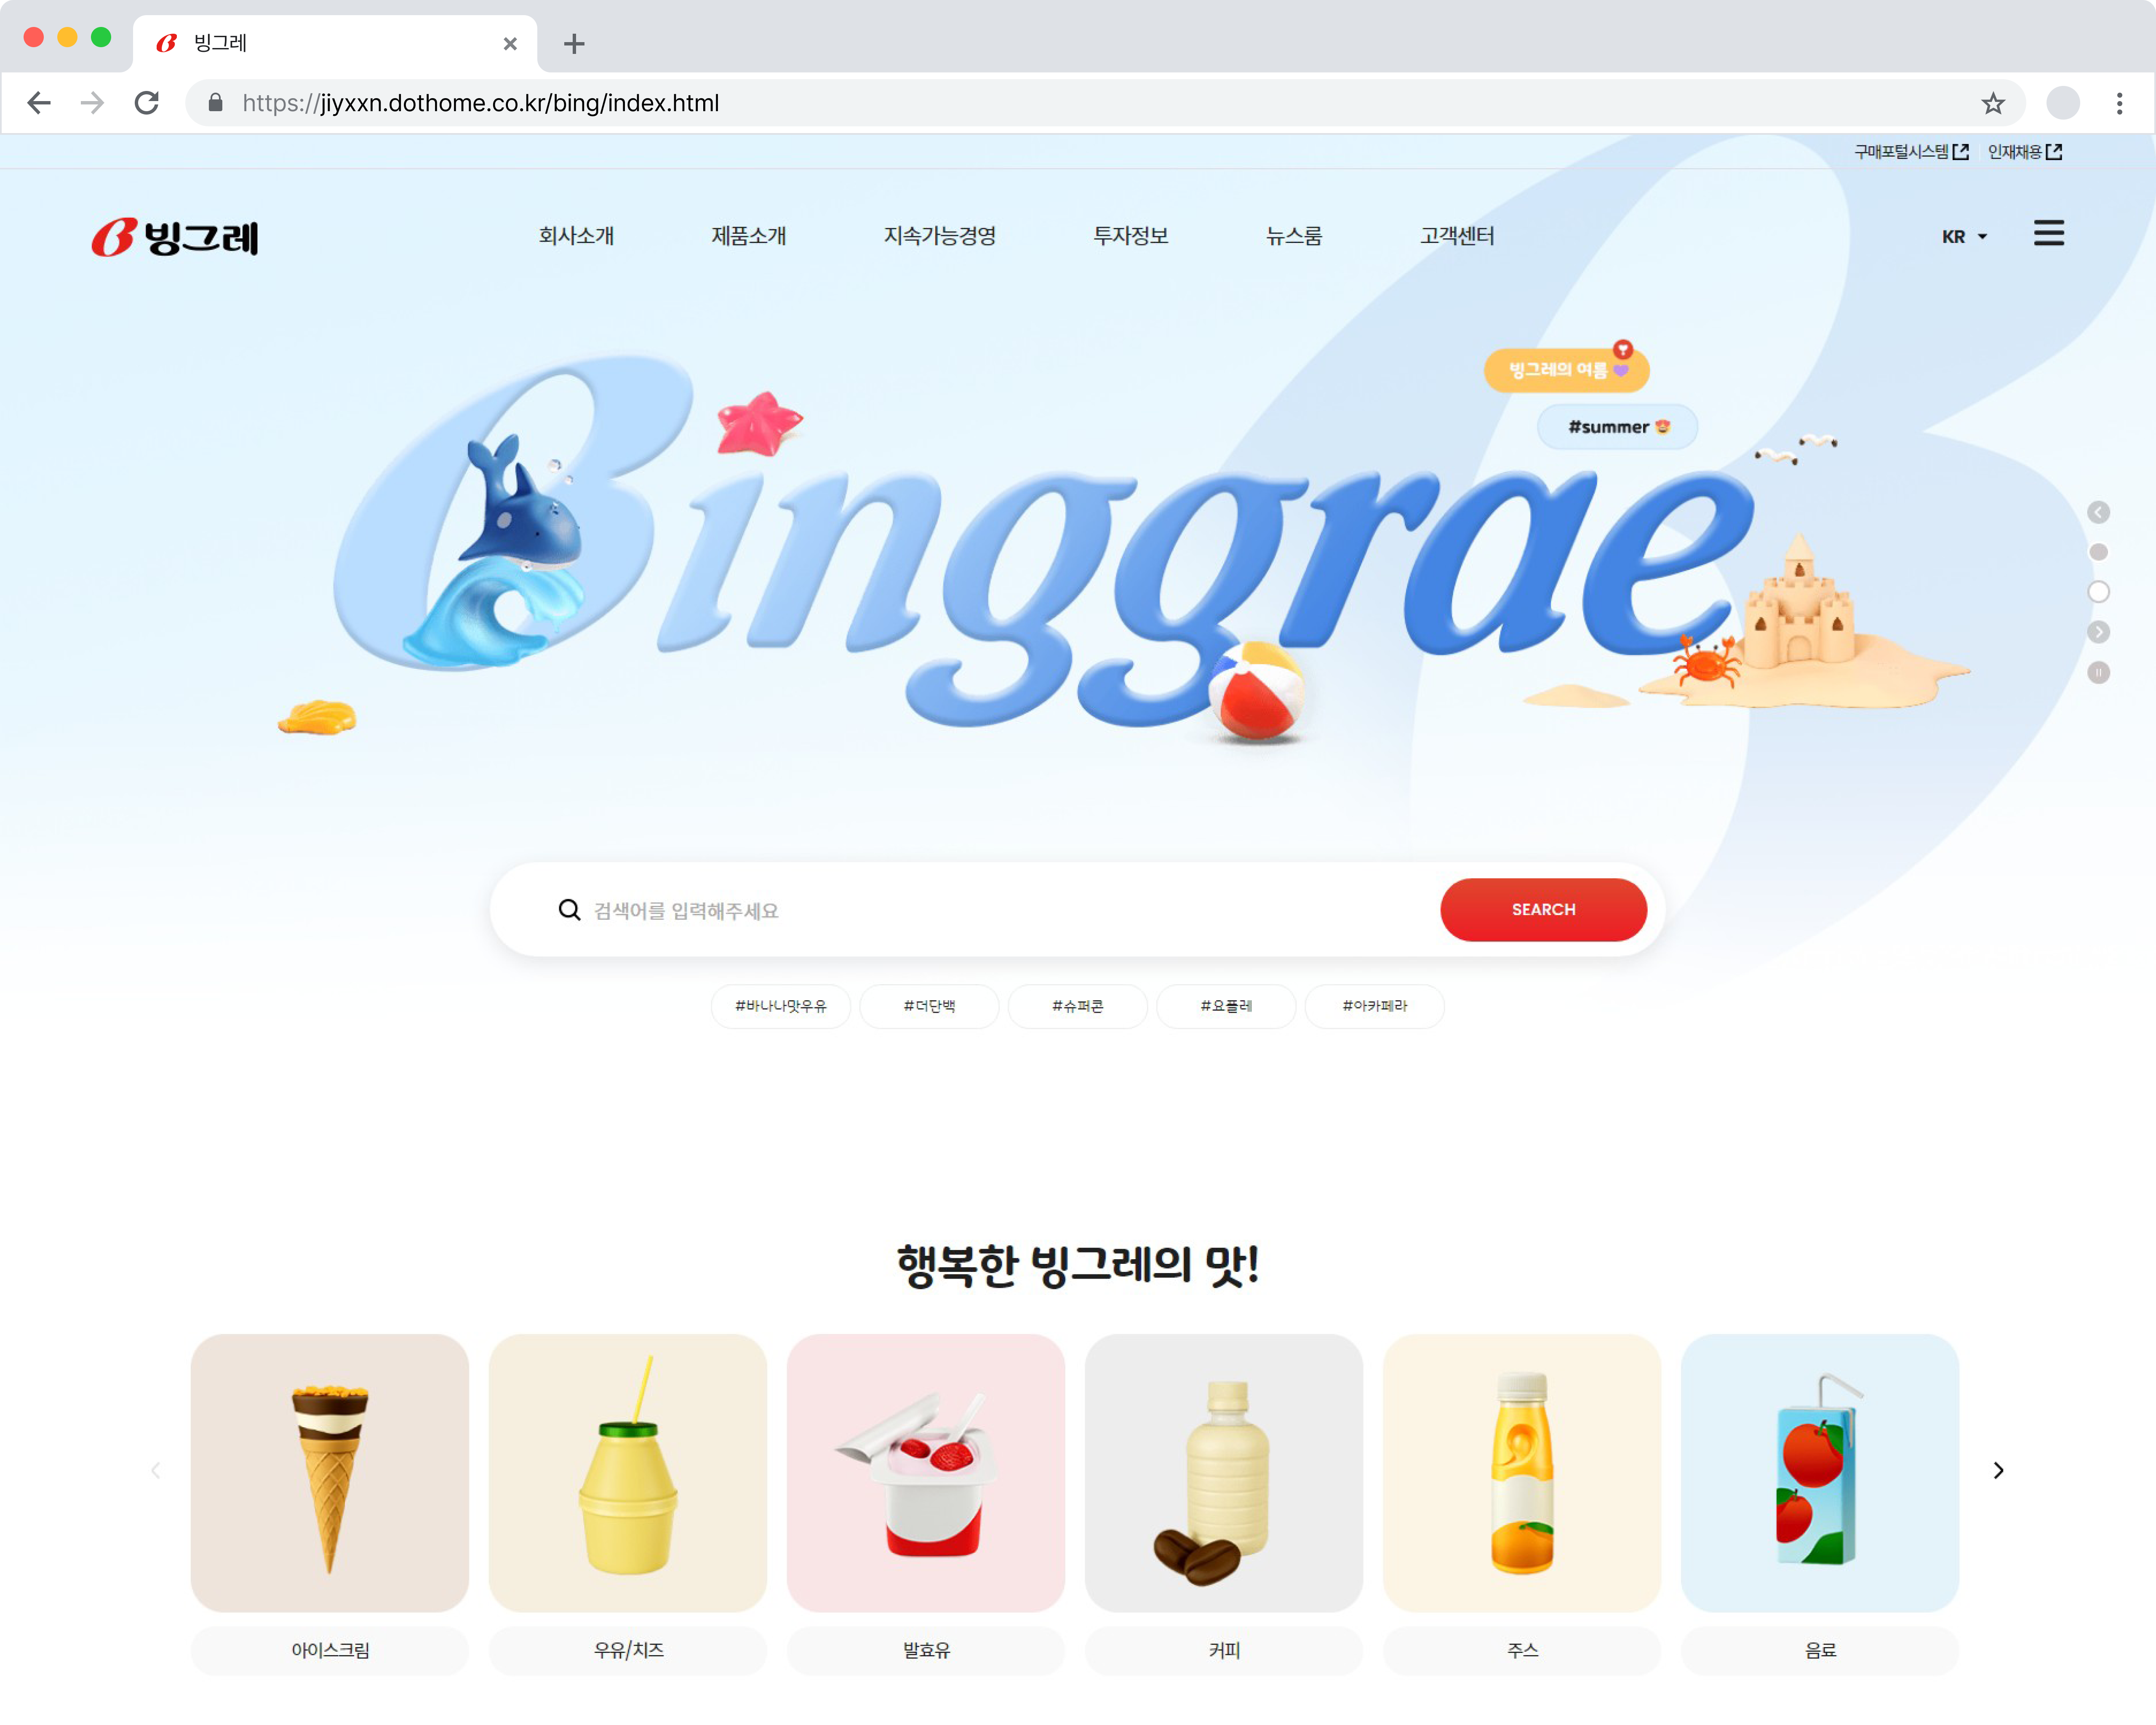 빙그레
https://jiyxxn.dothome.co.kr/bing/index.html
구매포털시스템 인재채용
빙그레 회사소개 제품소개 지속가능경영 투자정보 뉴스룸 고객센터 KR
빙그레의 여름
#summer
Binggrae
검색어를 입력해주세요 SEARCH
#바나나맛우유 #더단백 #슈퍼콘 #요플레 #아카페라
행복한 빙그레의 맛!
아이스크림 우유/치즈 발효유 커피 주스 음료